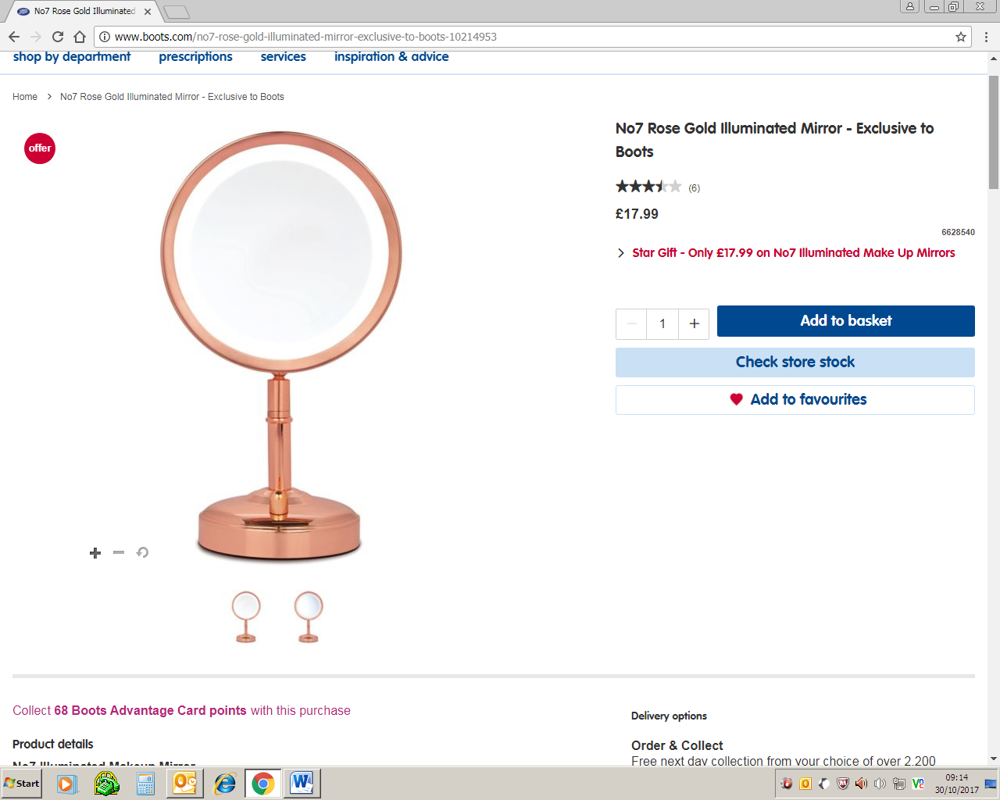 No7 Rose Gold Illuminated
www.boots.com/no7-rose-gold-illuminated-mirror-exclusive-to-boots-10214953
shop by department prescriptions services inspiration & advice
Home > No7 Rose Gold Illuminated Mirror - Exclusive to Boots
offer
No7 Rose Gold Illuminated Mirror - Exclusive to
Boots
(6)
£17.99
6628540
Star Gift - Only £17.99 on No7 Illuminated Make Up Mirrors
1 Add to basket
Check store stock
Add to favourites
Collect 68 Boots Advantage Card points with this purchase
Delivery options
Product details
Order & Collect
No7 Illuminated Makeup Mirror
Free next day collection from your choice of over 2,200
Start
09:14
30/10/2017